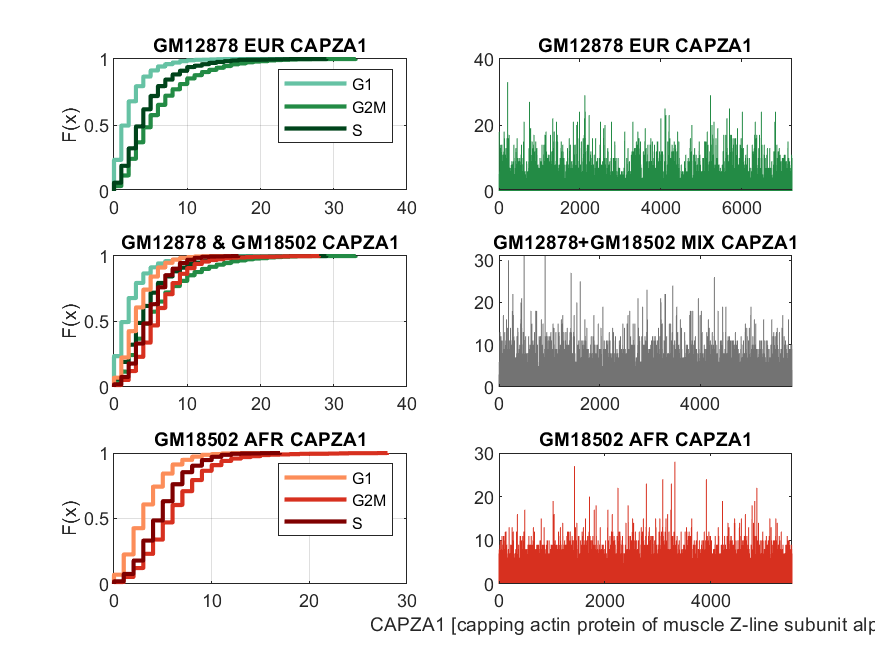 GM12878 EUR CAPZA1
F(x)
1
0.5
0
0 10 20 30 40
G1
G2M
S
GM12878 EUR CAPZA1
40
20
0
0 2000 4000 6000
GM12878 & GM18502 CAPZA1
F(x)
1
0.5
0
0 10 20 30 40
GM12878+GM18502 MIX CAPZA1
30
20
10
0
0 2000 4000
GM18502 AFR CAPZA1
F(x)
1
0.5
0
0 10 20 30
G1
G2M
S
GM18502 AFR CAPZA1
30
20
10
0
0 2000 4000
CAPZA1 [capping actin protein of muscle Z-line subunit alp